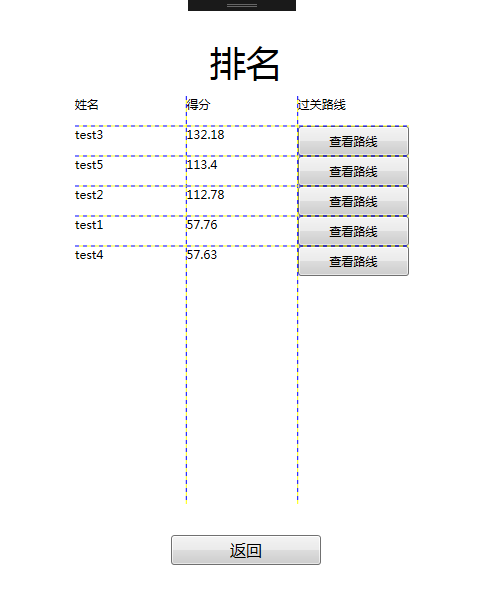 排名
姓名 得分 过关路线
test3 132.18 查看路线
test5 113.4 查看路线
test2 112.78 查看路线
test1 57.76 查看路线
test4 57.63 查看路线
返回